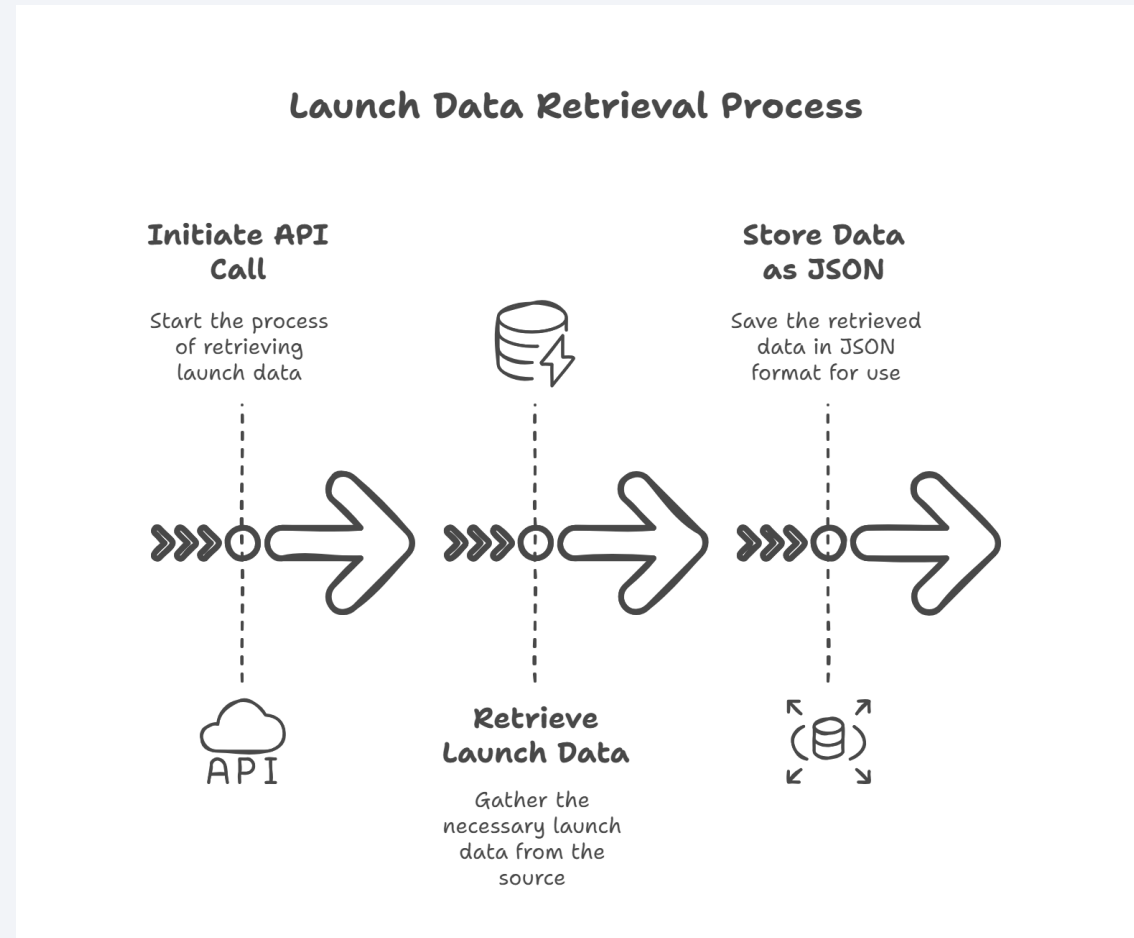 Launch Data Retrieval Process
Initiate API
Call
Start the process
of retrieving
launch data
API
Retrieve
Launch Data
Gather the
necessary launch
data from the
source
Store Data
as JSON
Save the retrieved
data in JSON
format for use